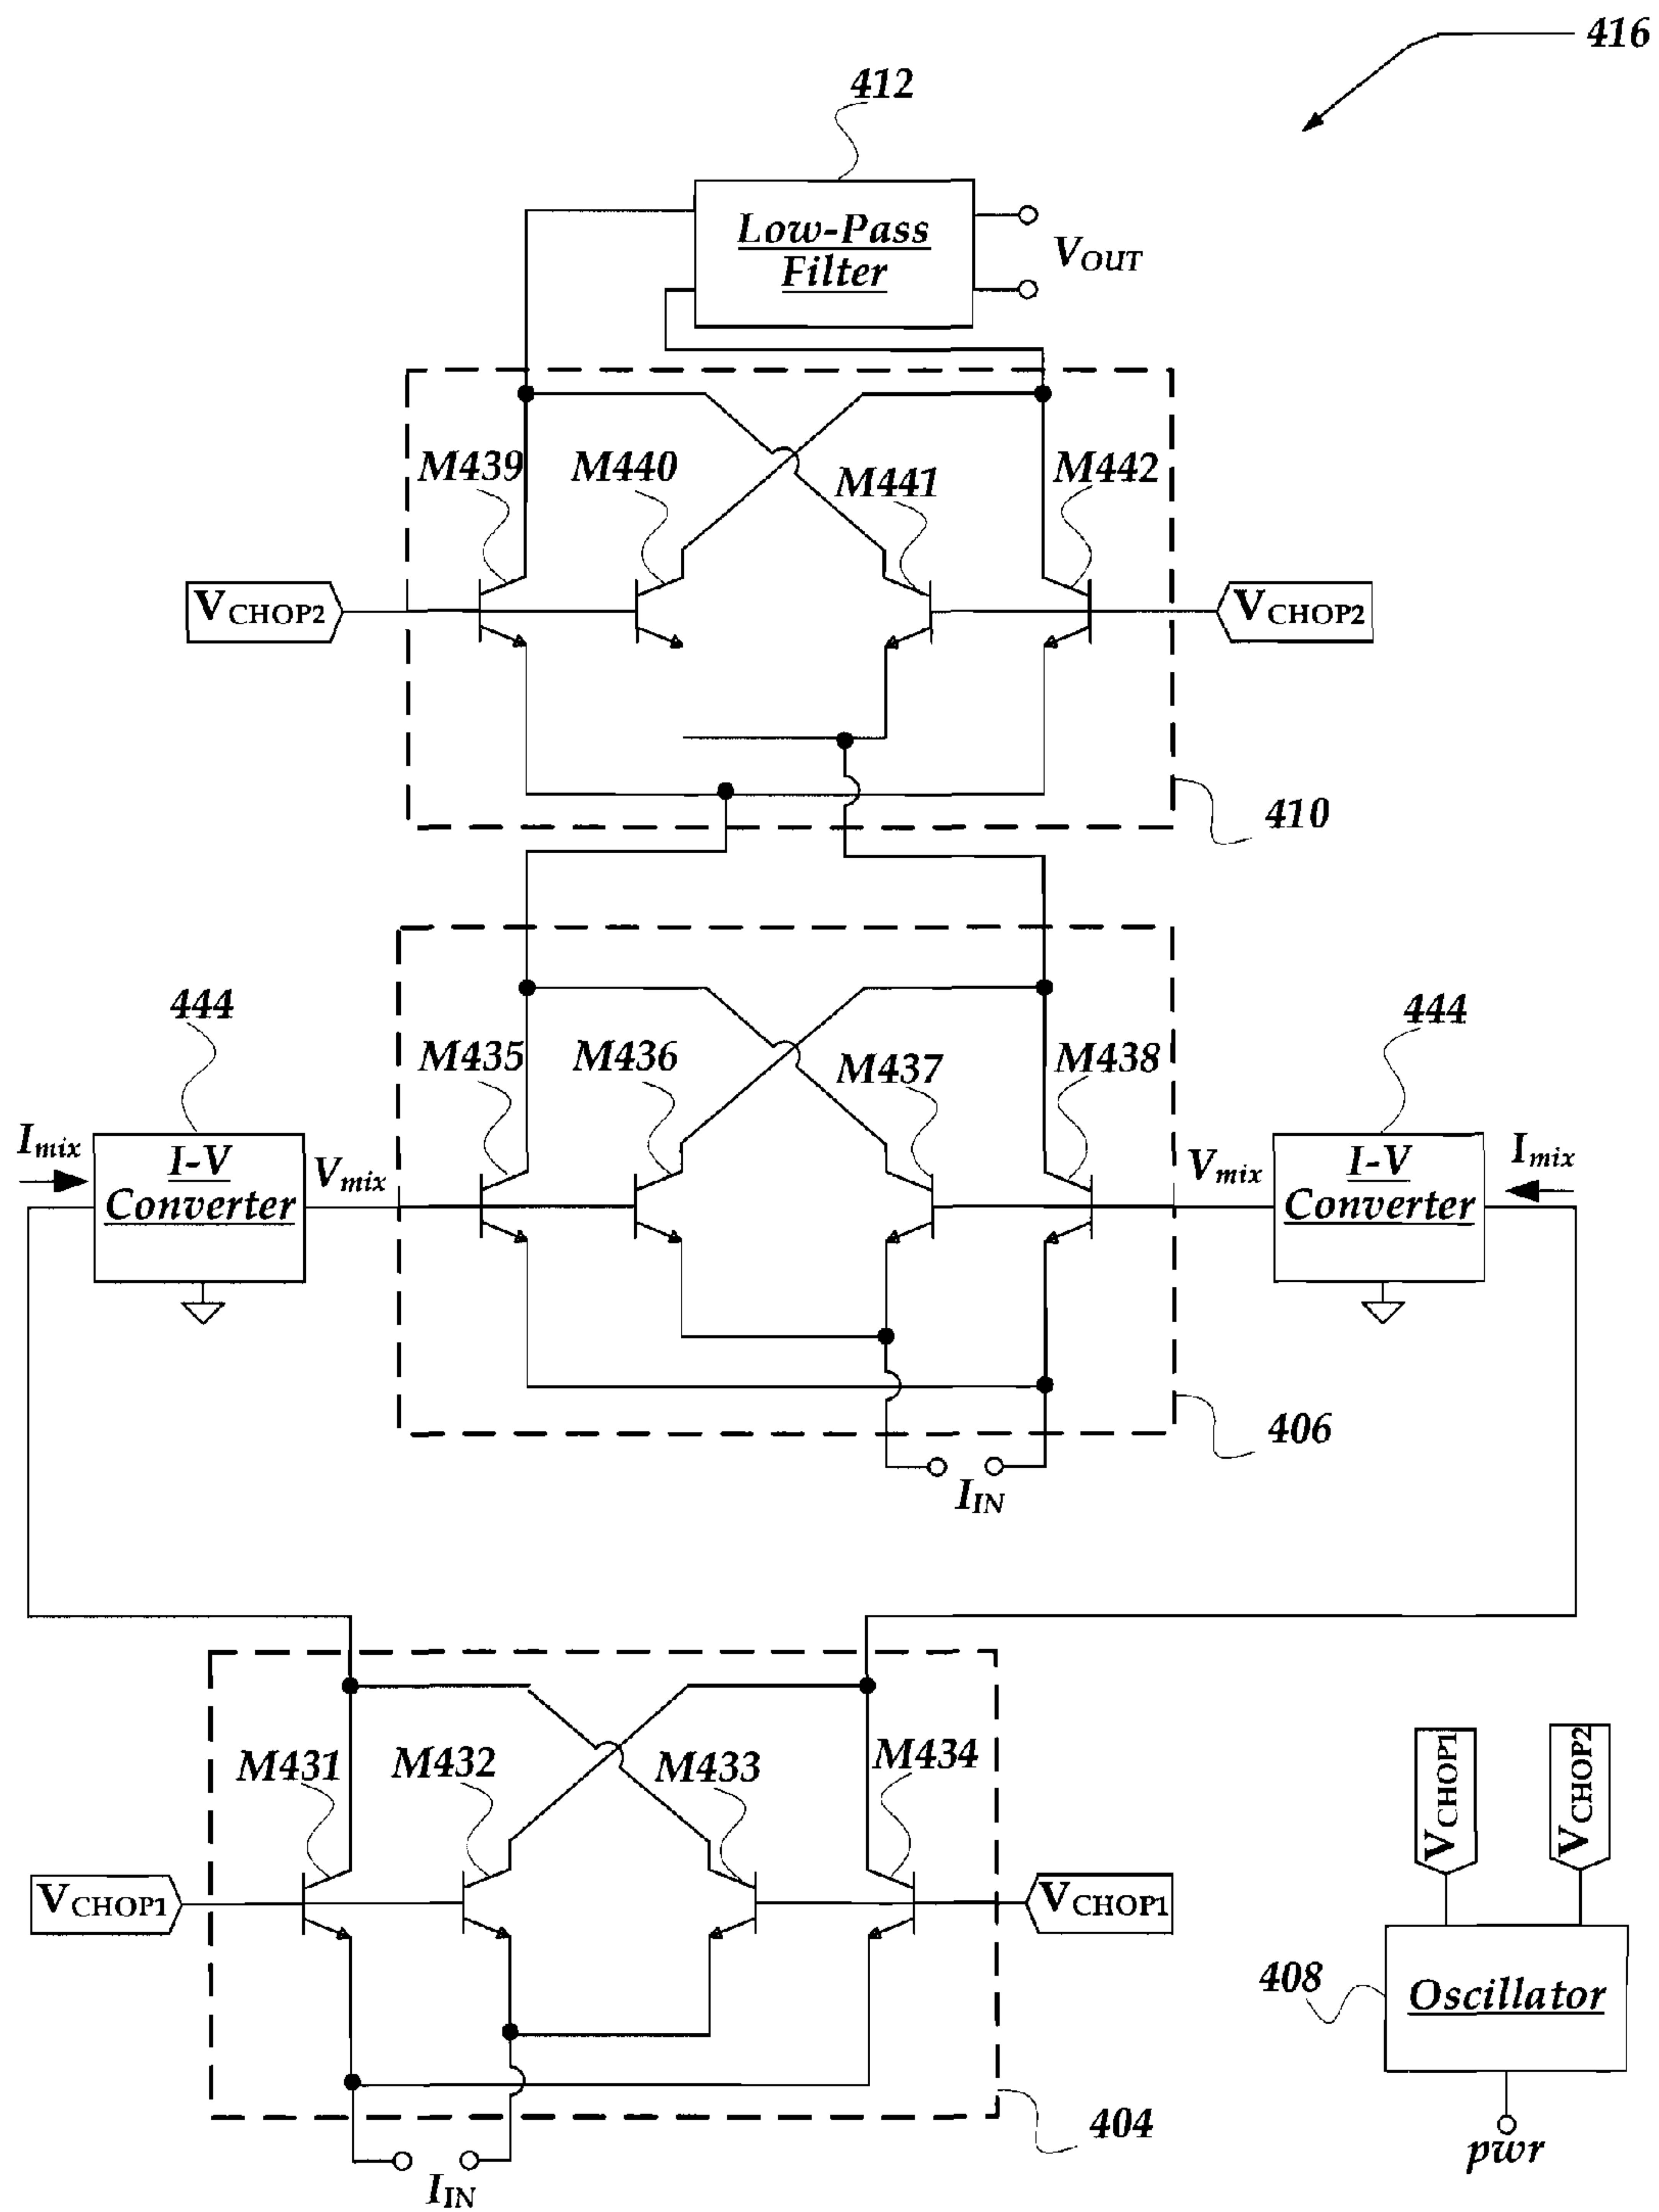 416
412
Low-Pass
Filter
VOUT
M439
M440
M441
M442
VCHOP2
VCHOP2
410
444
444
M435
M436
M437
M438
Imix
I-V
Converter
Vmix
Vmix
I-V
Converter
Imix
406
IIN
M431
M432
M433
M434
VCHOP1
VCHOP1
VCHOP1
VCHOP2
408
Oscillator
404
pwr
IIN